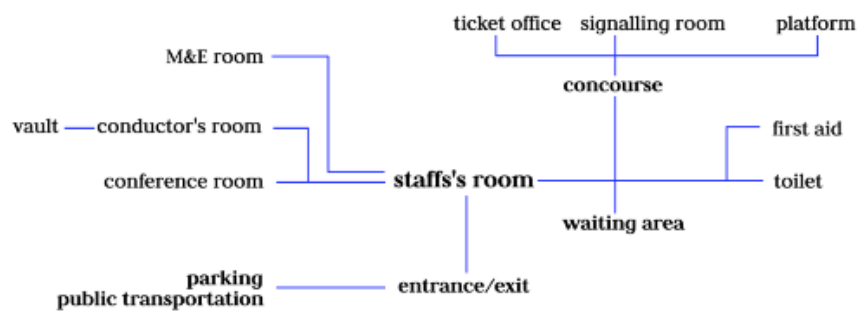 ticket office signalling room platform
M&E room
concourse
vault conductor's room first aid
conference room staffs's room toilet
waiting area
parking
public transportation entrance/exit